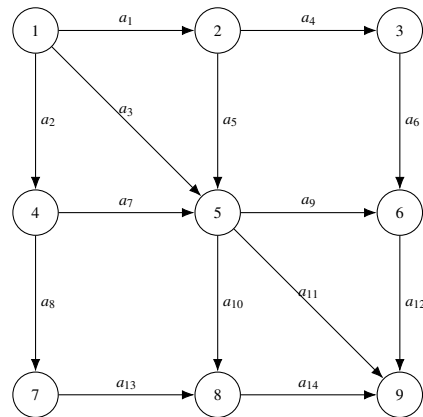 a₁ a₄
1 2 3
a₃
a₂ a₅ a₆
a₇ a₉
4 5 6
a₁₁
a₈ a₁₀ a₁₂
a₁₃ a₁₄
7 8 9